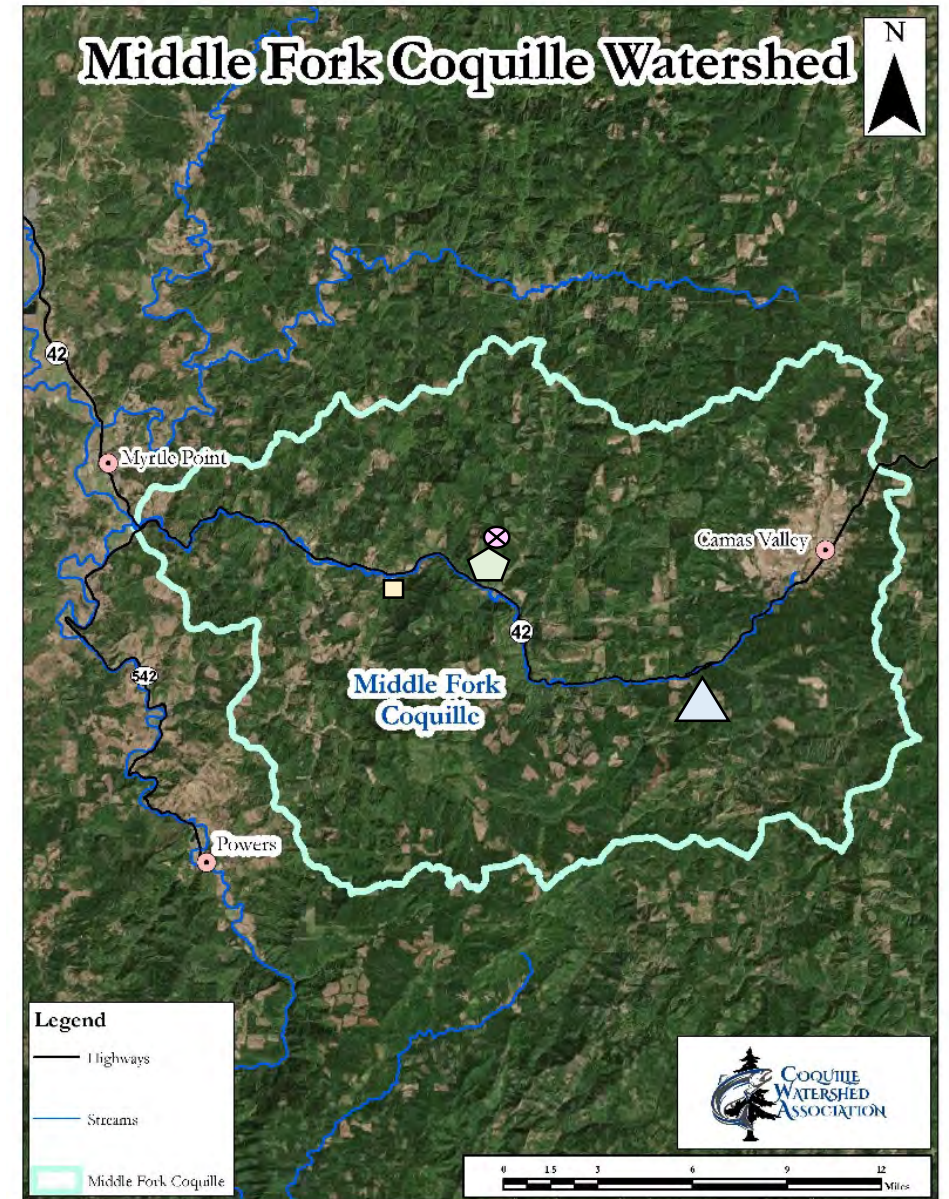 Middle Fork Coquille Watershed
N
42
Myrtle Point
Camas Valley
42
542
Middle Fork
Coquille
Powers
Legend
Highways
Streams
Middle Fork Coquille
COQUILLE
WATERSHED
ASSOCIATION
0 1.5 3 6 9 12
Miles